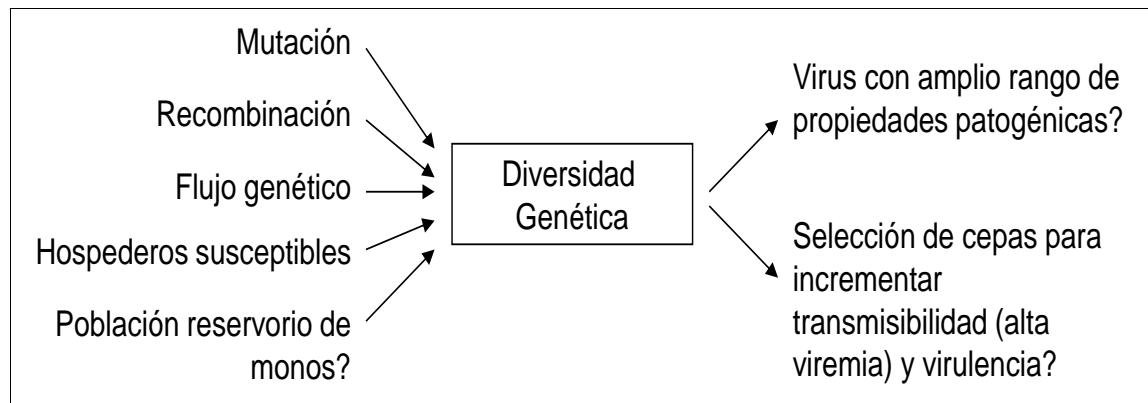 Mutación
Recombinación
Flujo genético
Hospederos susceptibles
Población reservorio de
monos?
Diversidad
Genética
Virus con amplio rango de
propiedades patogénicas?
Selección de cepas para
incrementar
transmisibilidad (alta
viremia) y virulencia?